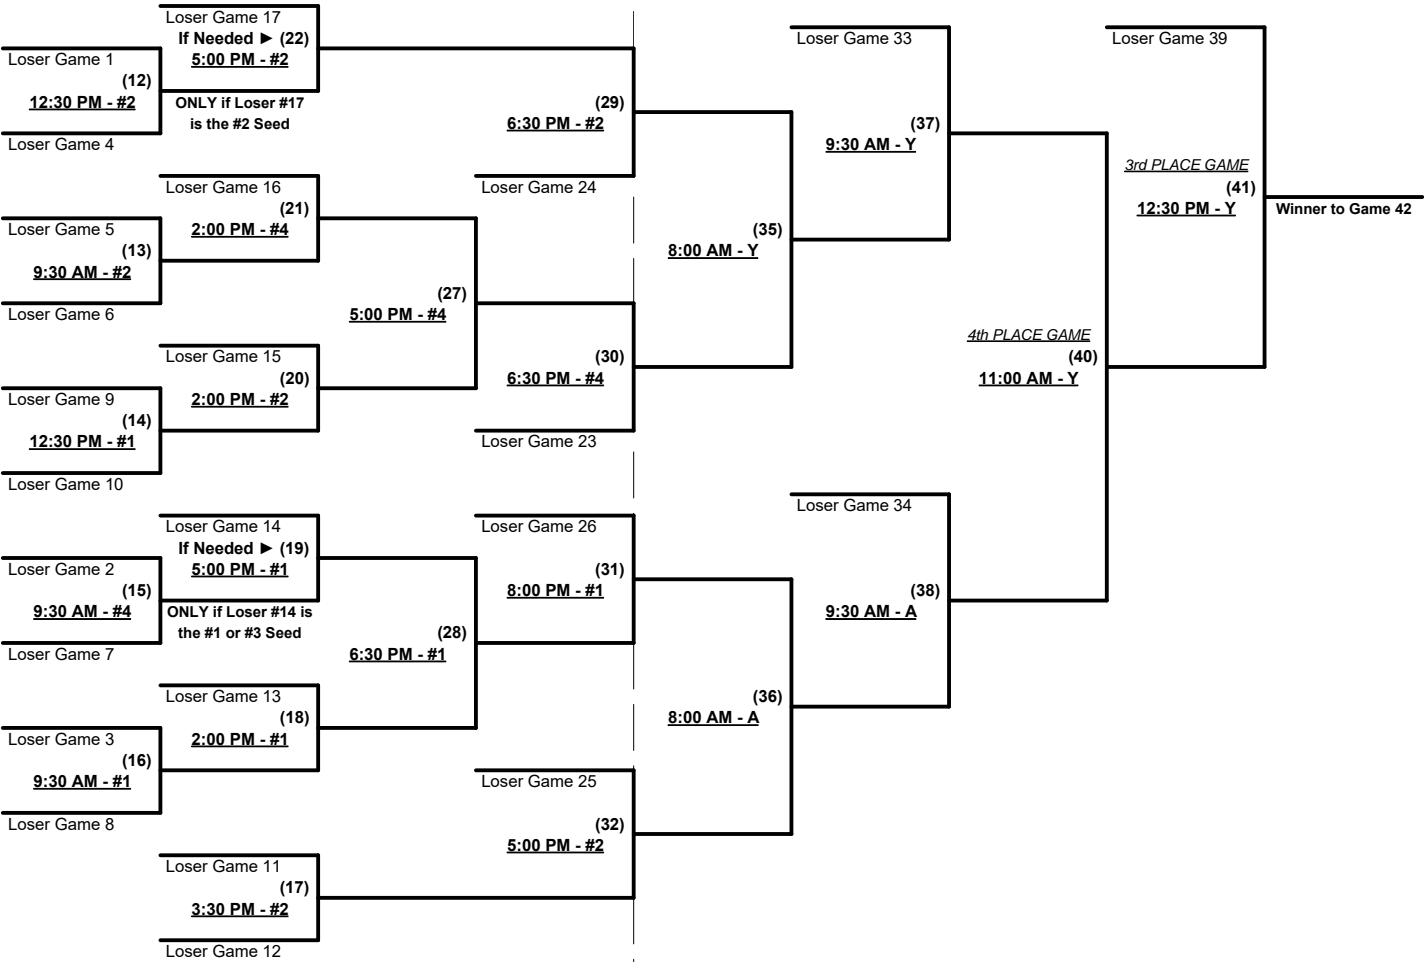 Loser Game 17
If Needed ► (22)
5:00 PM - #2
Loser Game 1
(12)
12:30 PM - #2
Loser Game 4
ONLY if Loser #17
is the #2 Seed
(29)
6:30 PM - #2
Loser Game 24
Loser Game 16
(21)
2:00 PM - #4
Loser Game 5
(13)
9:30 AM - #2
Loser Game 6
(27)
5:00 PM - #4
Loser Game 15
(20)
2:00 PM - #2
Loser Game 9
(14)
12:30 PM - #1
Loser Game 10
(30)
6:30 PM - #4
Loser Game 23
Loser Game 14
If Needed ► (19)
5:00 PM - #1
Loser Game 2
(15)
9:30 AM - #4
Loser Game 7
ONLY if Loser #14 is
the #1 or #3 Seed
(28)
6:30 PM - #1
Loser Game 26
(31)
8:00 PM - #1
Loser Game 13
(18)
2:00 PM - #1
Loser Game 3
(16)
9:30 AM - #1
Loser Game 8
Loser Game 25
(32)
5:00 PM - #2
Loser Game 11
(17)
3:30 PM - #2
Loser Game 12
Loser Game 33
(37)
9:30 AM - Y
(35)
8:00 AM - Y
Loser Game 34
(38)
9:30 AM - A
(36)
8:00 AM - A
4th PLACE GAME
(40)
11:00 AM - Y
Loser Game 39
3rd PLACE GAME
(41)
12:30 PM - Y
Winner to Game 42